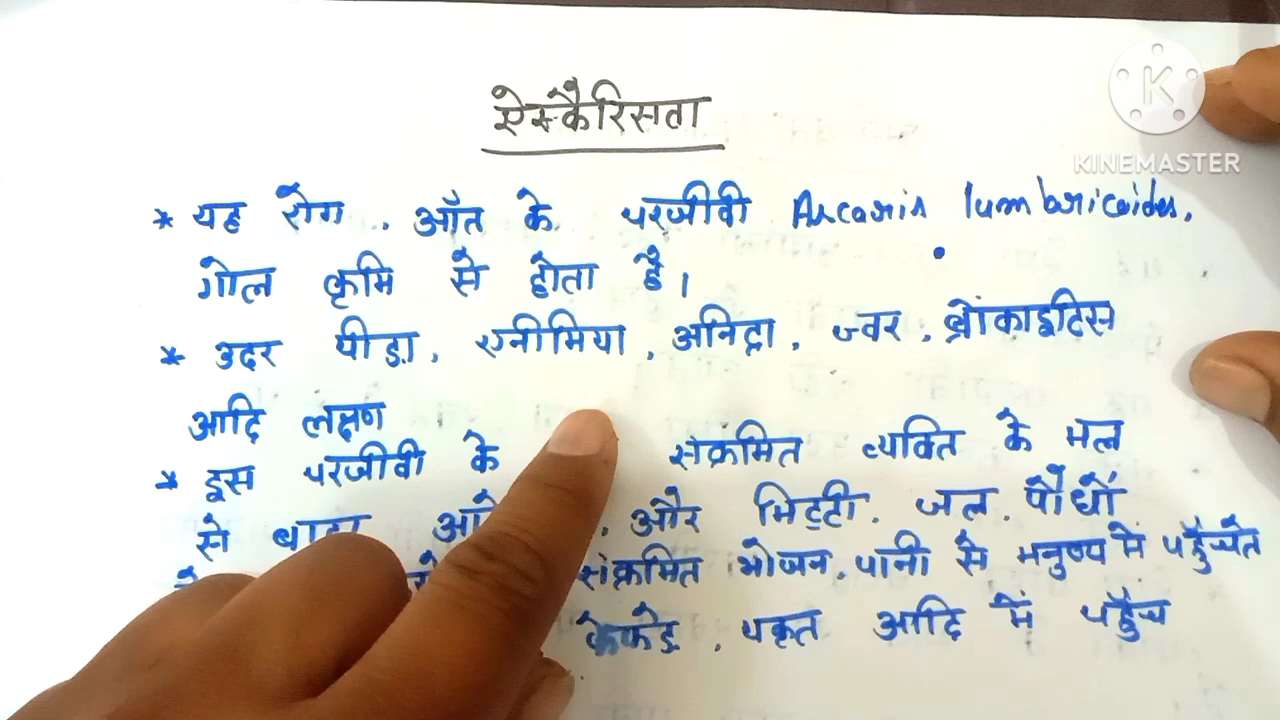 ऐस्कैरिसता
KINEMASTER
* यह रोग, आँत के परजीवी Ascaris lumbricoides,
गोल कृमि से होता है।
* उदर पीड़ा, एनीमिया, अनिद्रा, ज्वर, ब्रोंकाइटिस
आदि लक्षण
* इस परजीवी के संक्रमित व्यक्ति के मल
से और मिट्टी, जल, पौधों
संक्रमित भोजन, पानी से मनुष्य में पहुँचते
यकृत आदि में पहुँच